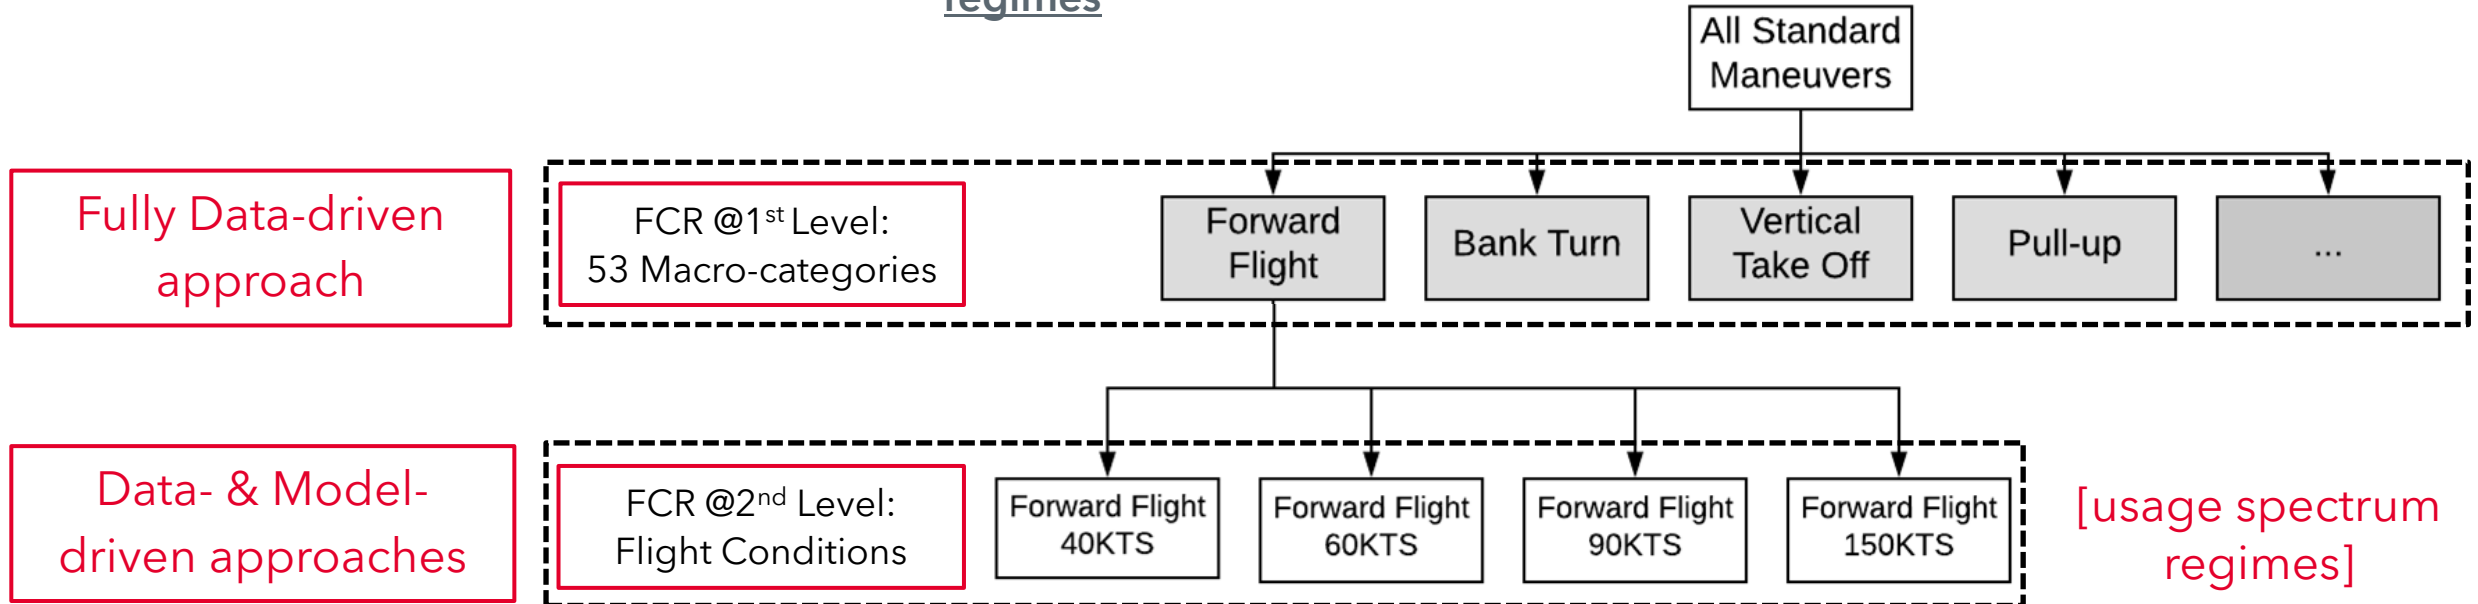 regimes
All Standard
Maneuvers
Fully Data-driven
approach
FCR @1st Level:
53 Macro-categories
Forward
Flight
Bank Turn
Vertical
Take Off
Pull-up
...
Data- & Model-
driven approaches
FCR @2nd Level:
Flight Conditions
Forward Flight
40KTS
Forward Flight
60KTS
Forward Flight
90KTS
Forward Flight
150KTS
[usage spectrum
regimes]